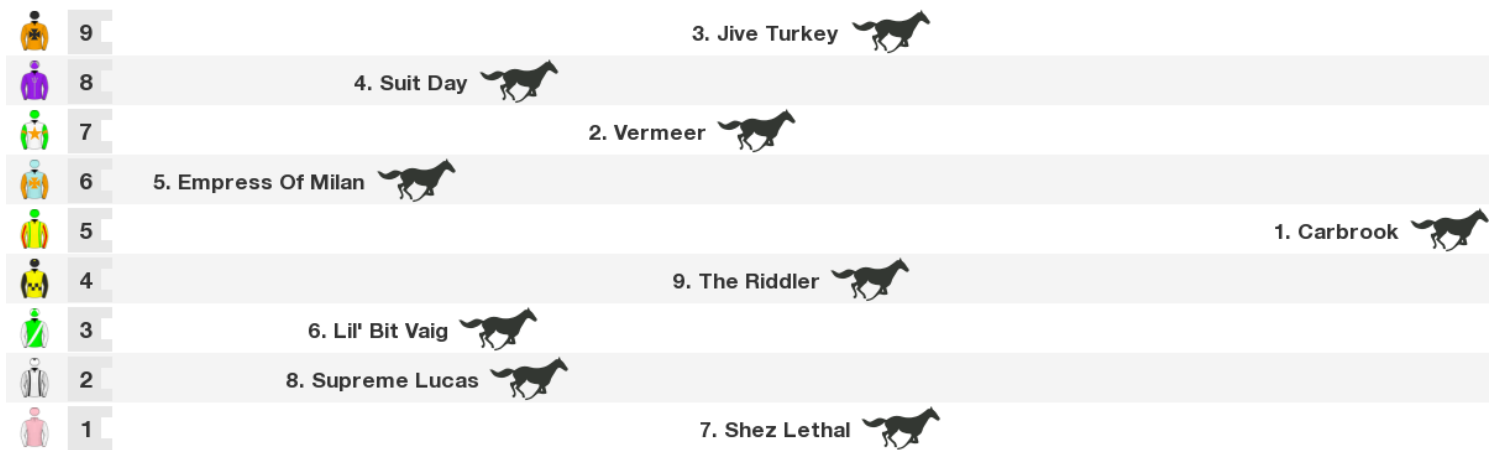 9 3. Jive Turkey
8 4. Suit Day
7 2. Vermeer
6 5. Empress Of Milan
5 1. Carbrook
4 9. The Riddler
3 6. Lil' Bit Vaig
2 8. Supreme Lucas
1 7. Shez Lethal